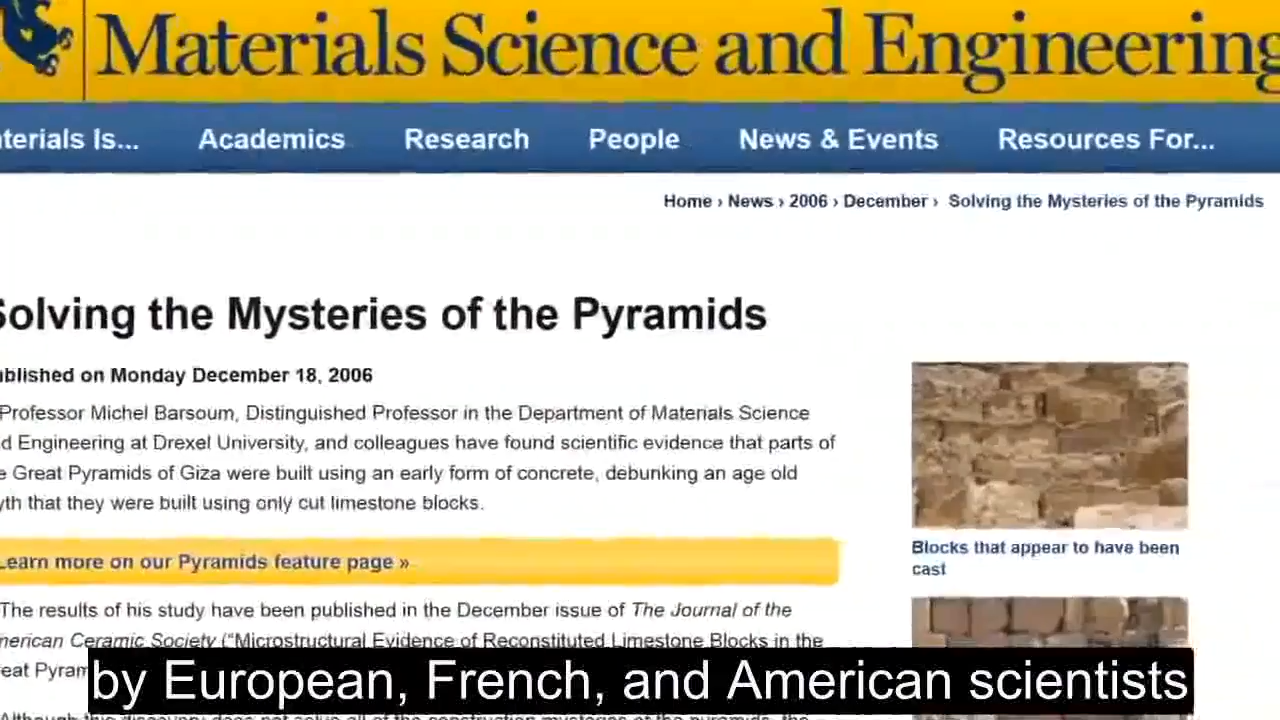 Materials Science and Engineering
terials Is...
Academics
Research
People
News & Events
Resources For...
Home › News › 2006 › December › Solving the Mysteries of the Pyramids
Solving the Mysteries of the Pyramids
ublished on Monday December 18, 2006
Professor Michel Barsoum, Distinguished Professor in the Department of Materials Science
d Engineering at Drexel University, and colleagues have found scientific evidence that parts of
e Great Pyramids of Giza were built using an early form of concrete, debunking an age old
yth that they were built using only cut limestone blocks.
Learn more on our Pyramids feature page »
The results of his study have been published in the December issue of The Journal of the
merican Ceramic Society (“Microstructural Evidence of Reconstituted Limestone Blocks in the
eat Pyram
Blocks that appear to have been
cast
by European, French, and American scientists